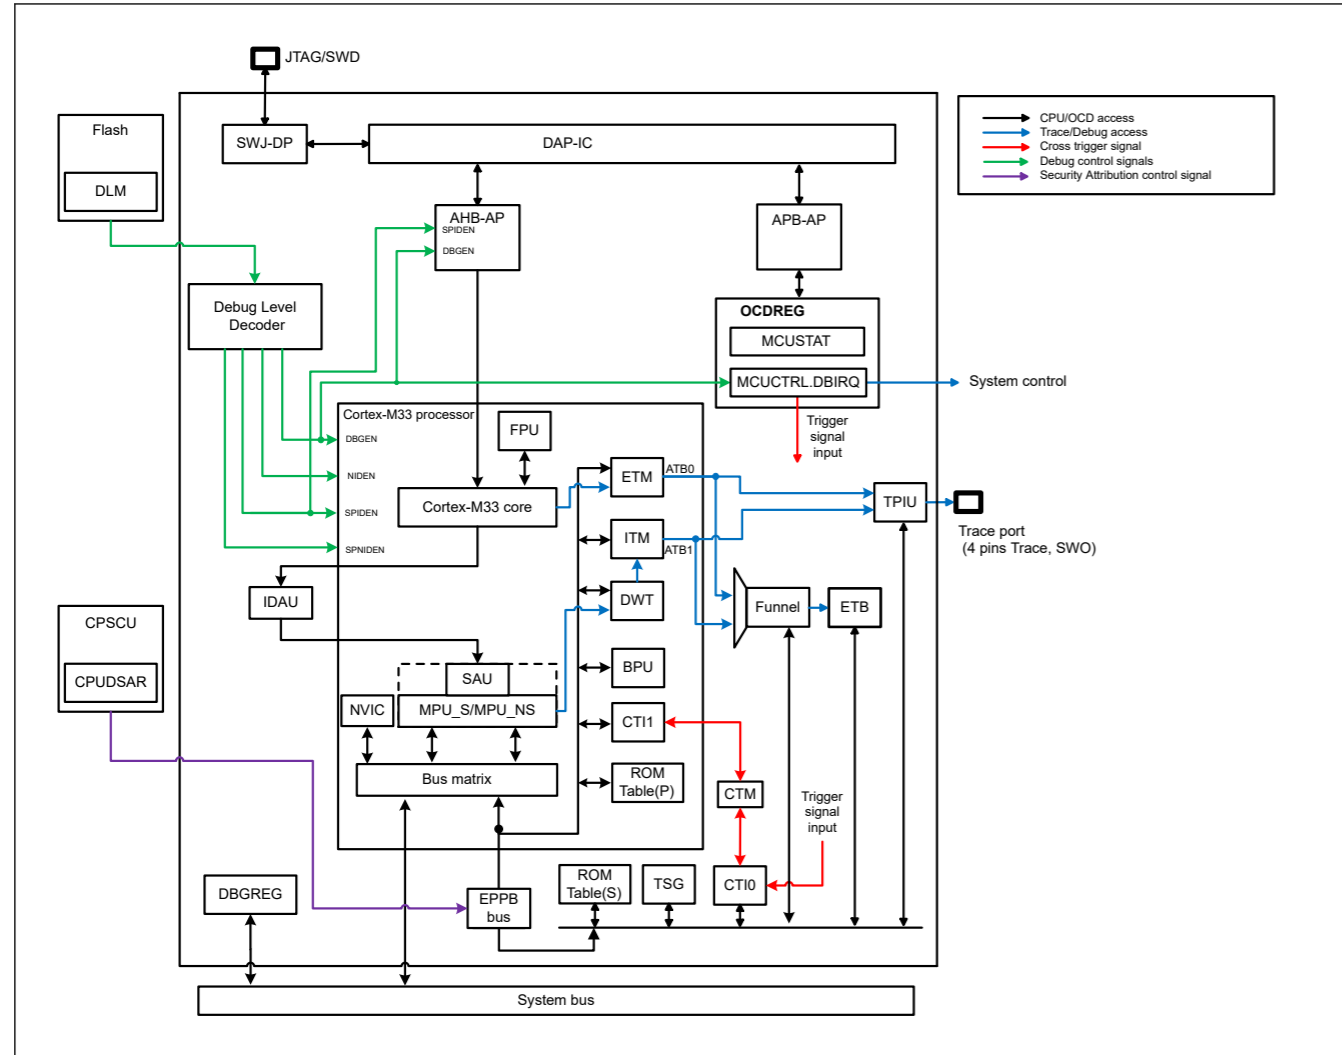 JTAG/SWD
Flash
DLM
SWJ-DP
DAP-IC
CPU/OCD access
Trace/Debug access
Cross trigger signal
Debug control signals
Security Attribution control signal
AHB-AP
SPIDEN
DBGEN
APB-AP
Debug Level
Decoder
OCDREG
MCUSTAT
MCUCTRL.DBIRQ
System control
Trigger
signal
input
Cortex-M33 processor
DBGEN
NIDEN
SPIDEN
SPNIDEN
FPU
Cortex-M33 core
ETM
ATB0
ITM
ATB1
DWT
TPIU
Trace port
(4 pins Trace, SWO)
IDAU
Funnel
ETB
CPSCU
CPUDSAR
SAU
NVIC
MPU_S/MPU_NS
BPU
CTI1
Bus matrix
ROM
Table(P)
CTM
Trigger
signal
input
DBGREG
EPPB
bus
ROM
Table(S)
TSG
CTI0
System bus